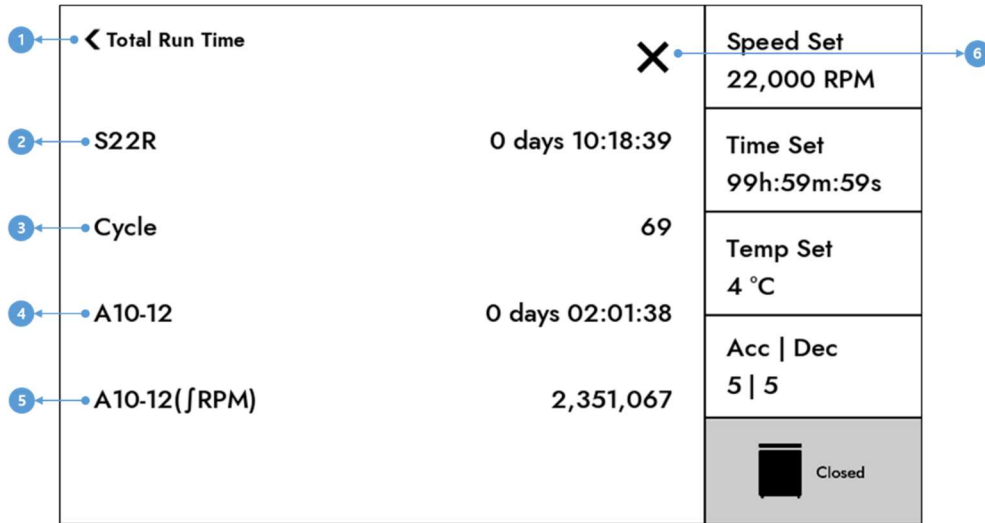 1
Total Run Time
6
2
S22R 0 days 10:18:39
3
Cycle 69
4
A10-12 0 days 02:01:38
5
A10-12(∫RPM) 2,351,067
Speed Set
22,000 RPM
Time Set
99h:59m:59s
Temp Set
4 °C
Acc | Dec
5 | 5
Closed